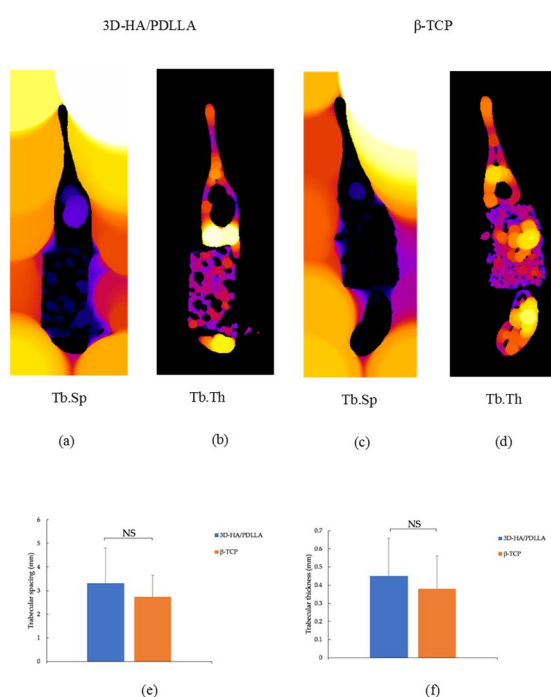 3D-HA/PDLLA
β-TCP
Tb.Sp
Tb.Th
Tb.Sp
Tb.Th
(a)
(b)
(c)
(d)
Trabecular spacing (mm)
6
5
4
3
2
1
0
NS
3D-HA/PDLLA
β-TCP
(e)
Trabecular thickness (mm)
0.7
0.6
0.5
0.4
0.3
0.2
0.1
0
NS
3D-HA/PDLLA
β-TCP
(f)